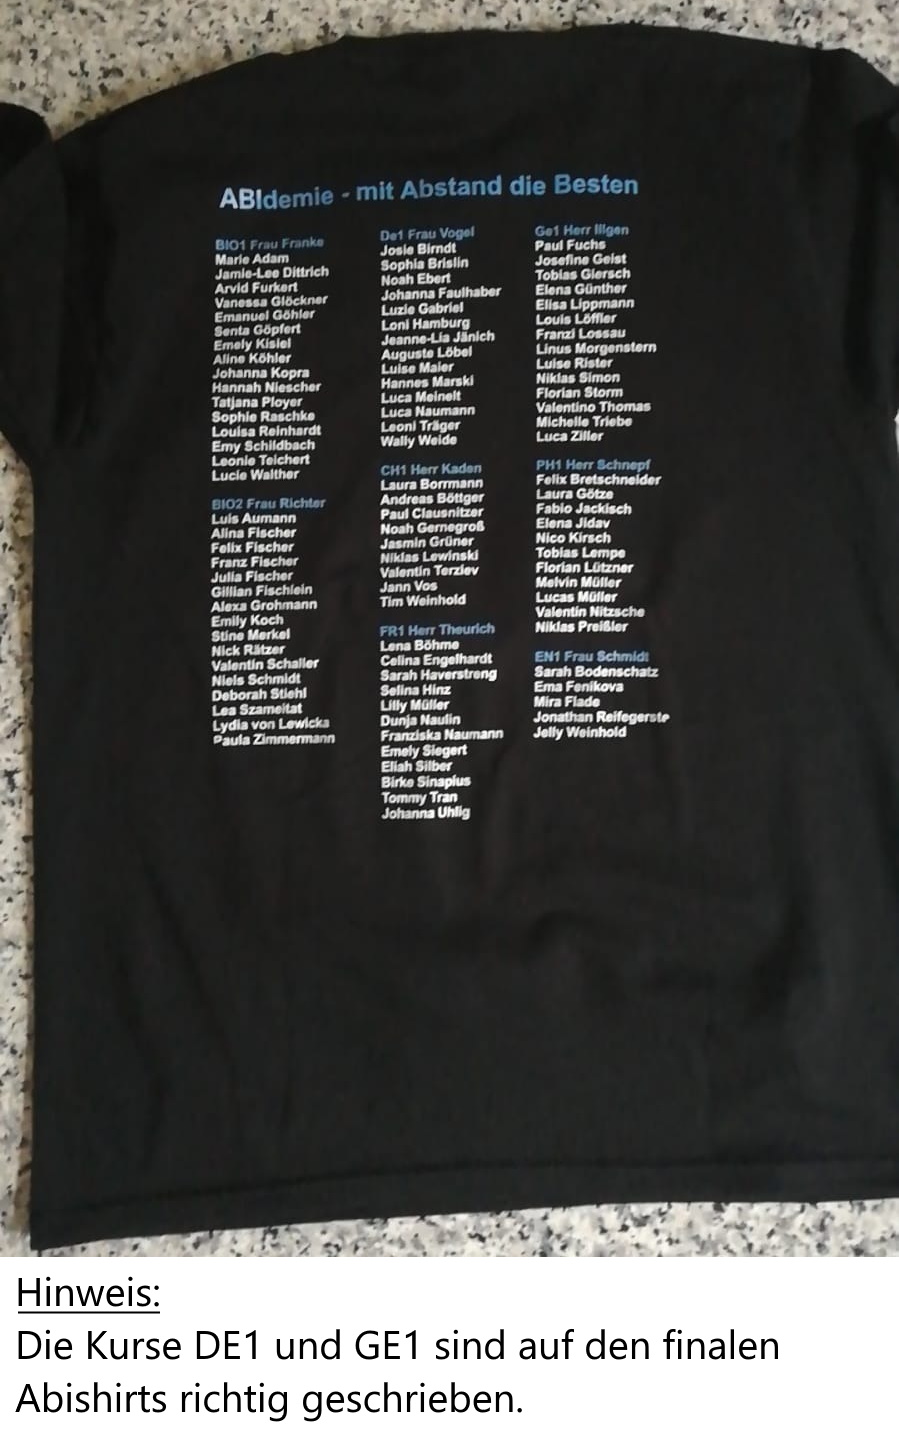 ABIdemie - mit Abstand die Besten
BIO1 Frau Franke
Marie Adam
Jamie-Lee Dittrich
Arvid Furkert
Vanessa Glöckner
Emanuel Göhler
Senta Göpfert
Emely Kislel
Aline Köhler
Johanna Kopra
Hannah Niescher
Tatjana Ployer
Sophie Raschke
Louisa Reinhardt
Emy Schildbach
Leonie Teichert
Lucie Walther
BIO2 Frau Richter
Luis Aumann
Alina Fischer
Felix Fischer
Franz Fischer
Julia Fischer
Gillian Fischlein
Alexa Grohmann
Emily Koch
Stine Merkel
Nick Rätzer
Valentin Schaller
Niels Schmidt
Deborah Stiehl
Lea Szameitat
Lydia von Lewicka
Paula Zimmermann
De1 Frau Vogel
Josie Birndt
Sophia Brislin
Noah Ebert
Johanna Faulhaber
Luzie Gabriel
Loni Hamburg
Jeanne-Lia Jänich
Auguste Löbel
Luise Maier
Hannes Marski
Luca Meinelt
Luca Naumann
Leoni Träger
Wally Weide
CH1 Herr Kaden
Laura Borrmann
Andreas Böttger
Paul Clausnitzer
Noah Gernegroß
Jasmin Grüner
Niklas Lewinski
Valentin Terziev
Jann Vos
Tim Weinhold
FR1 Herr Theurich
Lena Böhme
Celina Engelhardt
Sarah Haverstreng
Selina Hinz
Lilly Müller
Dunja Naulin
Franziska Naumann
Emely Siegert
Eliah Silber
Birke Sinapius
Tommy Tran
Johanna Uhlig
Ge1 Herr Illgen
Paul Fuchs
Josefine Geist
Tobias Giersch
Elena Günther
Elisa Lippmann
Louis Löffler
Franzi Lossau
Linus Morgenstern
Luise Rister
Niklas Simon
Florian Storm
Valentino Thomas
Michelle Triebe
Luca Ziller
PH1 Herr Schnepf
Felix Bretschneider
Laura Götze
Fabio Jackisch
Elena Jidav
Nico Kirsch
Tobias Lempe
Florian Lützner
Melvin Müller
Lucas Müller
Valentin Nitzsche
Niklas Preißler
EN1 Frau Schmidt
Sarah Bodenschatz
Ema Fenikova
Mira Flade
Jonathan Reifegerste
Jelly Weinhold
Hinweis:
Die Kurse DE1 und GE1 sind auf den finalen
Abishirts richtig geschrieben.